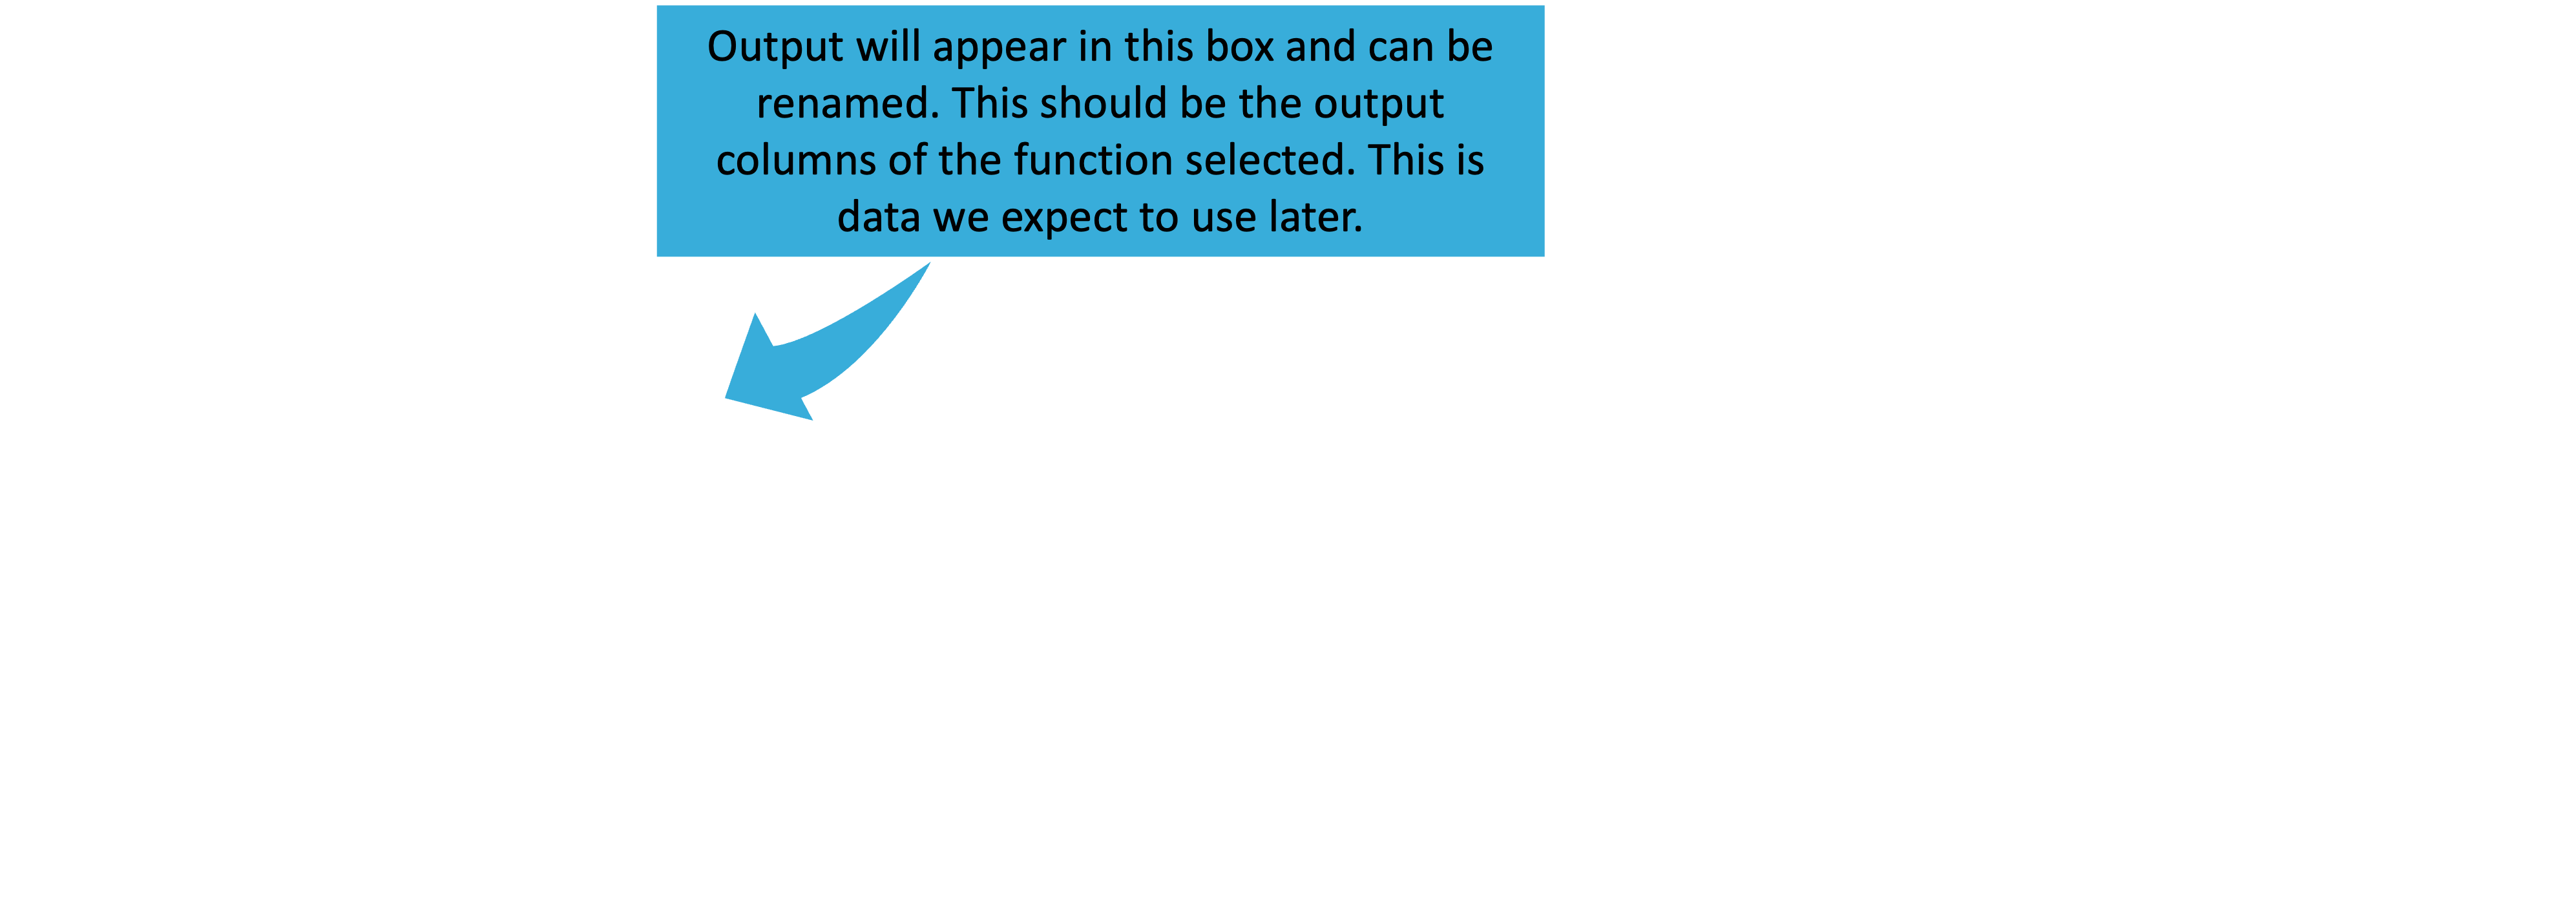 Output will appear in this box and can be
renamed. This should be the output
columns of the function selected. This is
data we expect to use later.